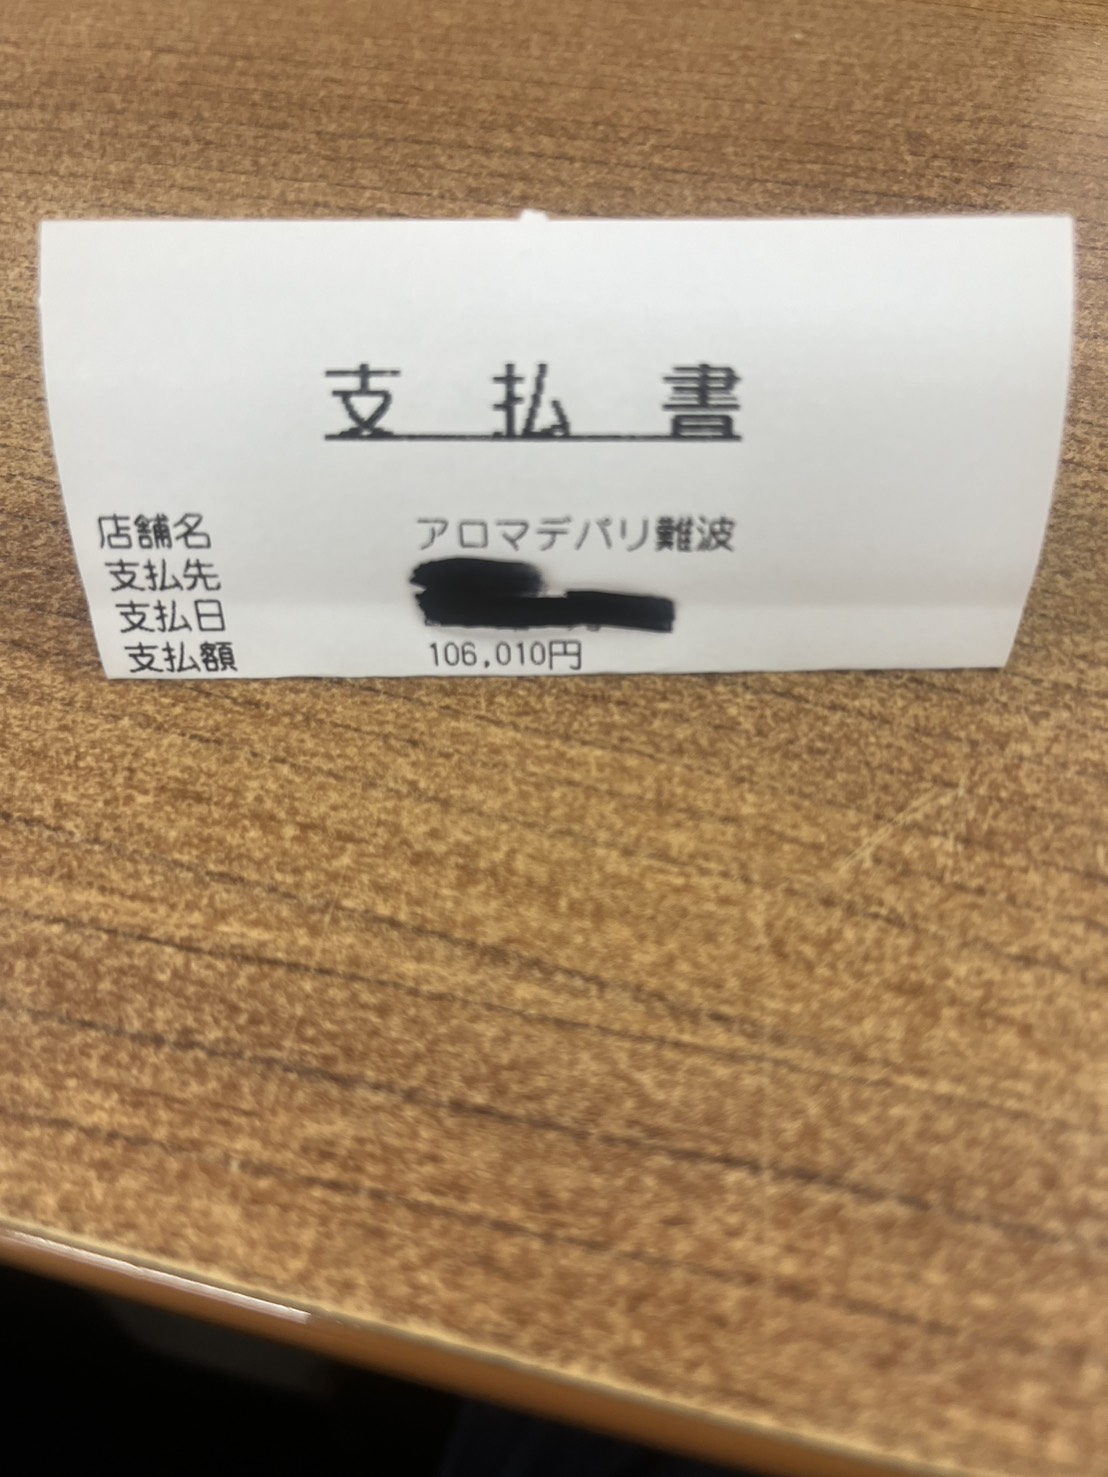 支払書
店舗名 アロマデパリ難波
支払先
支払日
支払額 106,010円